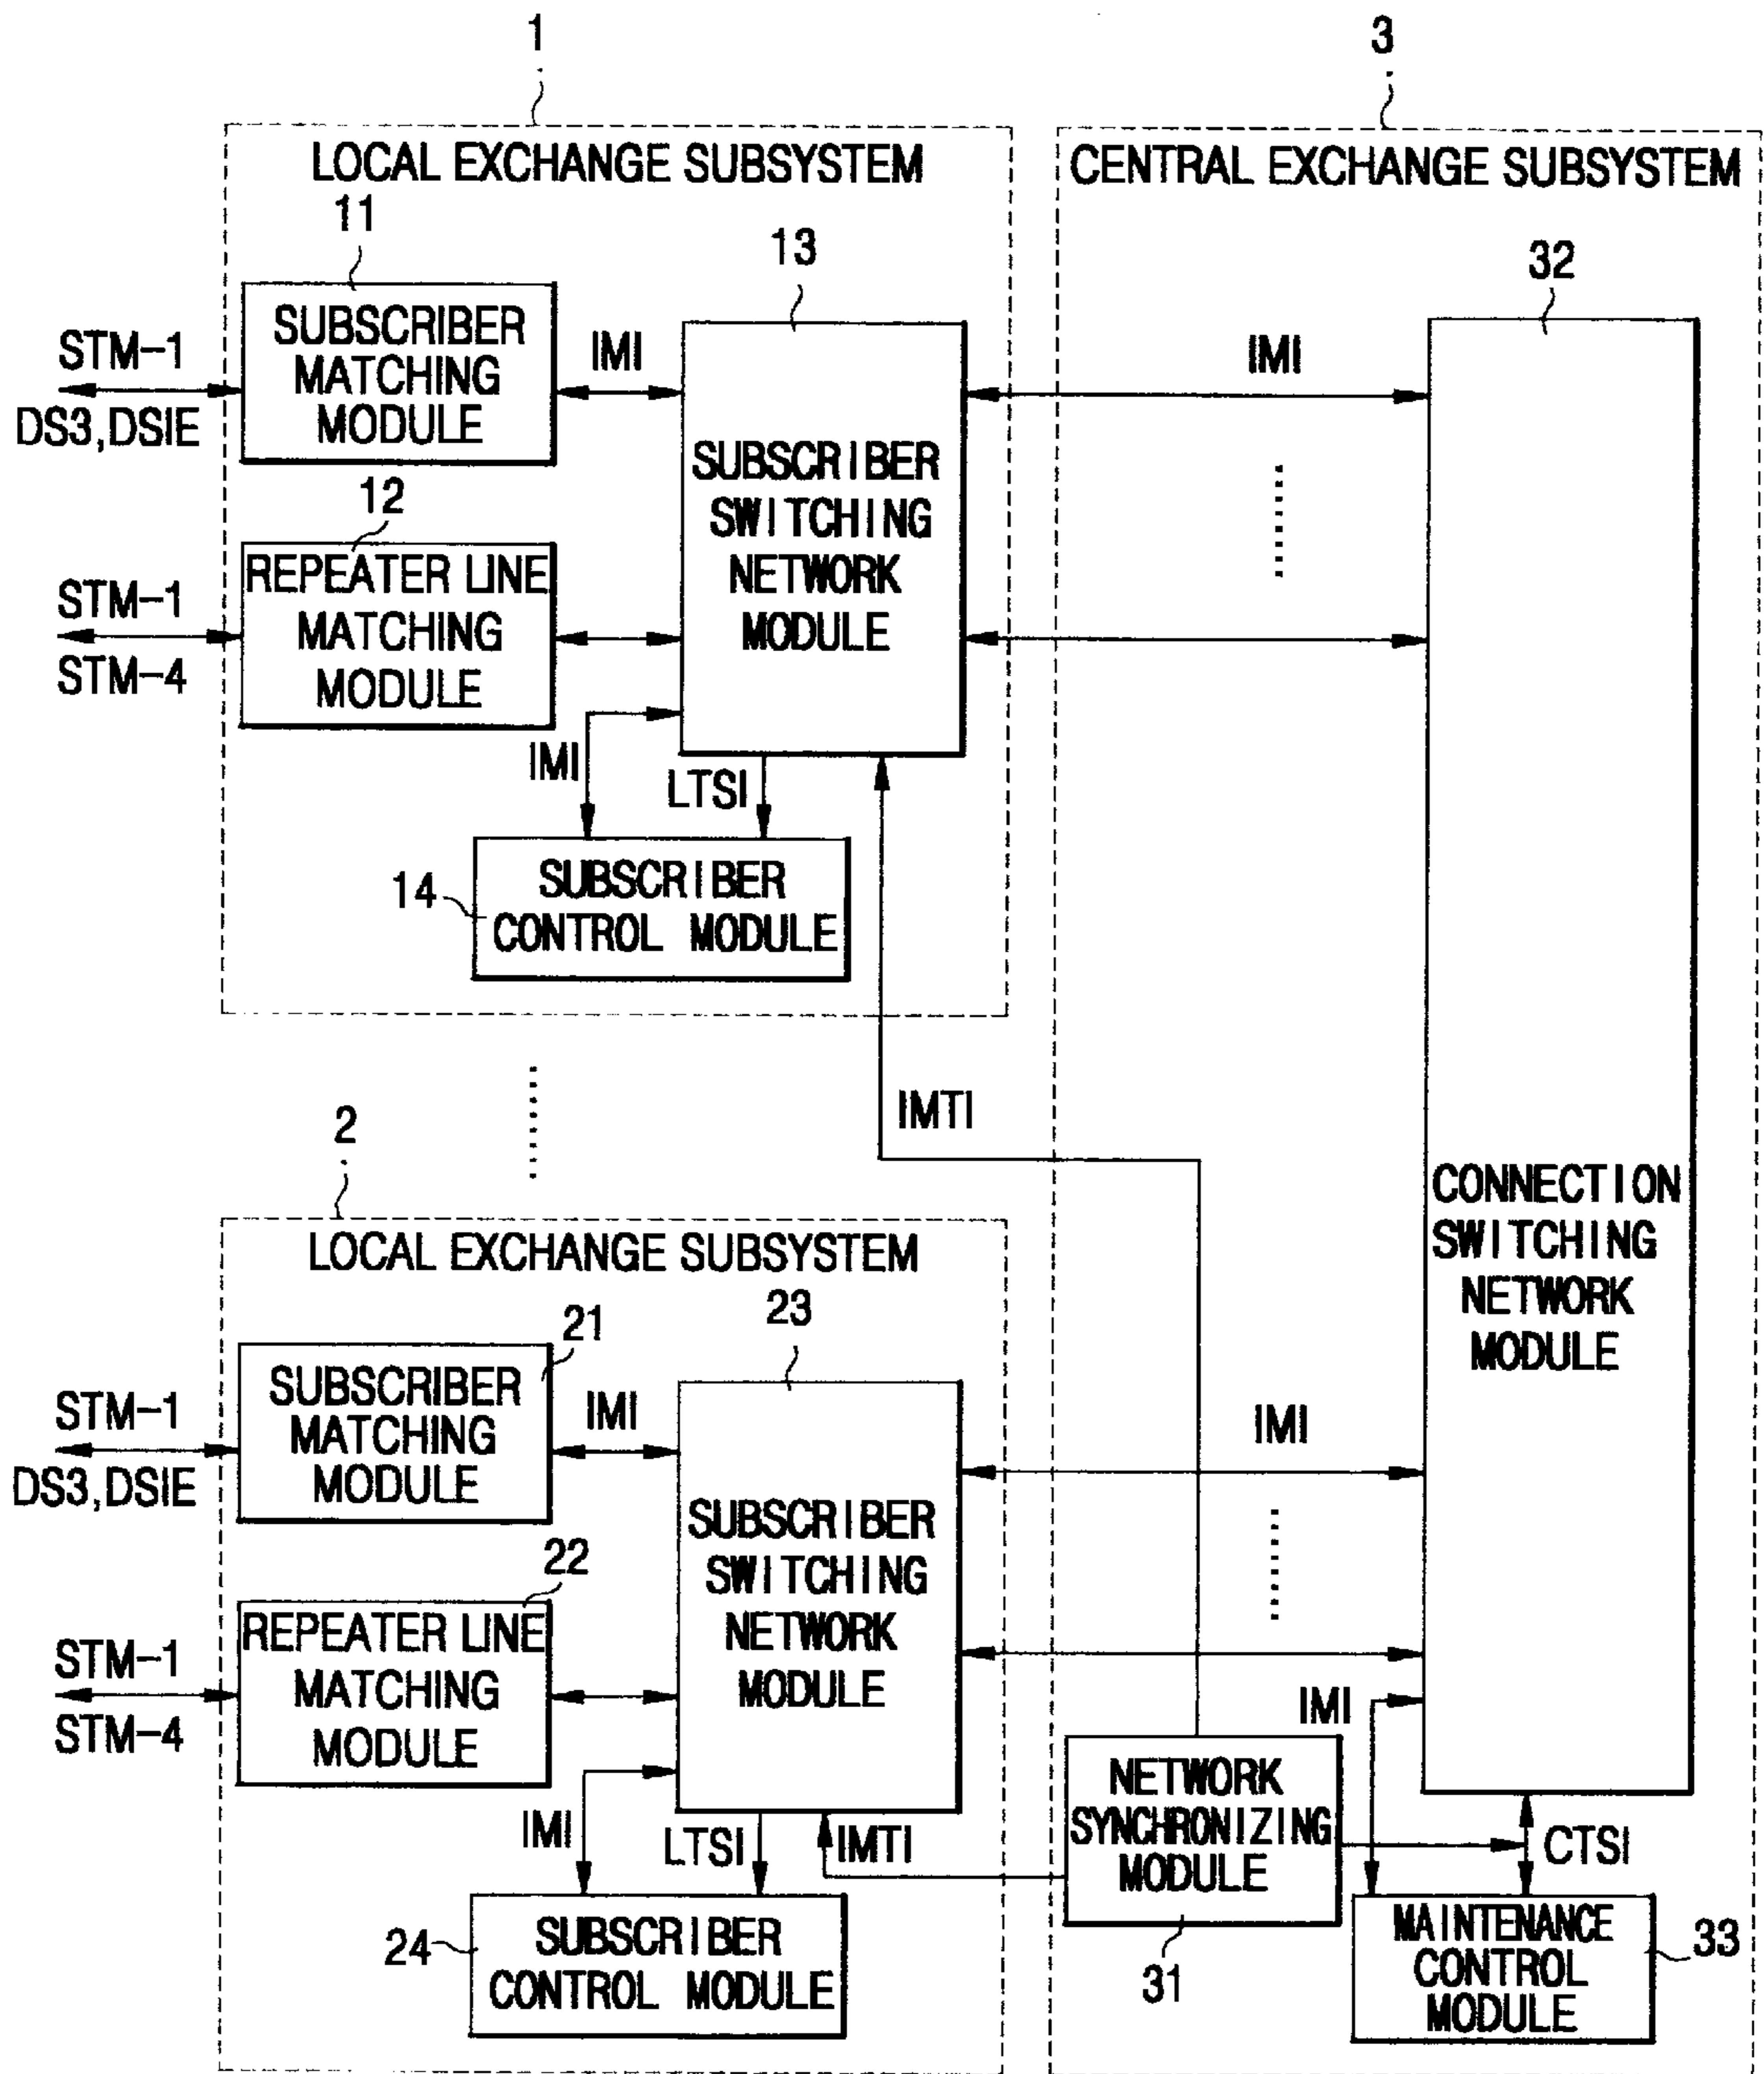 1
3
LOCAL EXCHANGE SUBSYSTEM
CENTRAL EXCHANGE SUBSYSTEM
11
13
32
SUBSCRIBER
MATCHING
MODULE
STM-1
DS3,DSIE
IMI
IMI
SUBSCRIBER
SWITCHING
NETWORK
MODULE
12
REPEATER LINE
MATCHING
MODULE
STM-1
STM-4
IMI
LTSI
14
SUBSCRIBER
CONTROL MODULE
IMTI
2
CONNECTION
SWITCHING
NETWORK
MODULE
LOCAL EXCHANGE SUBSYSTEM
21
23
SUBSCRIBER
MATCHING
MODULE
STM-1
DS3,DSIE
IMI
IMI
SUBSCRIBER
SWITCHING
NETWORK
MODULE
22
REPEATER LINE
MATCHING
MODULE
STM-1
STM-4
IMI
IMI
LTSI
IMTI
NETWORK
SYNCHRONIZING
MODULE
CTSI
24
SUBSCRIBER
CONTROL MODULE
31
MAINTENANCE
CONTROL
MODULE
33